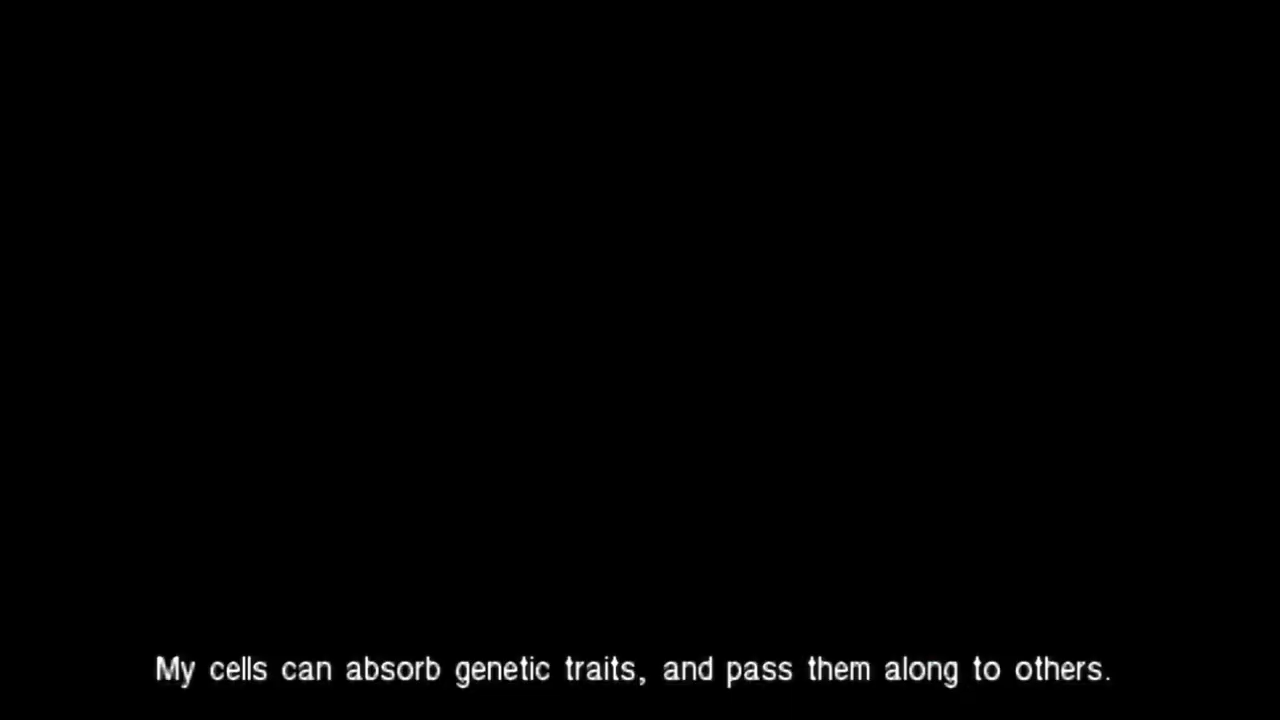 My cells can absorb genetic traits, and pass them along to others.